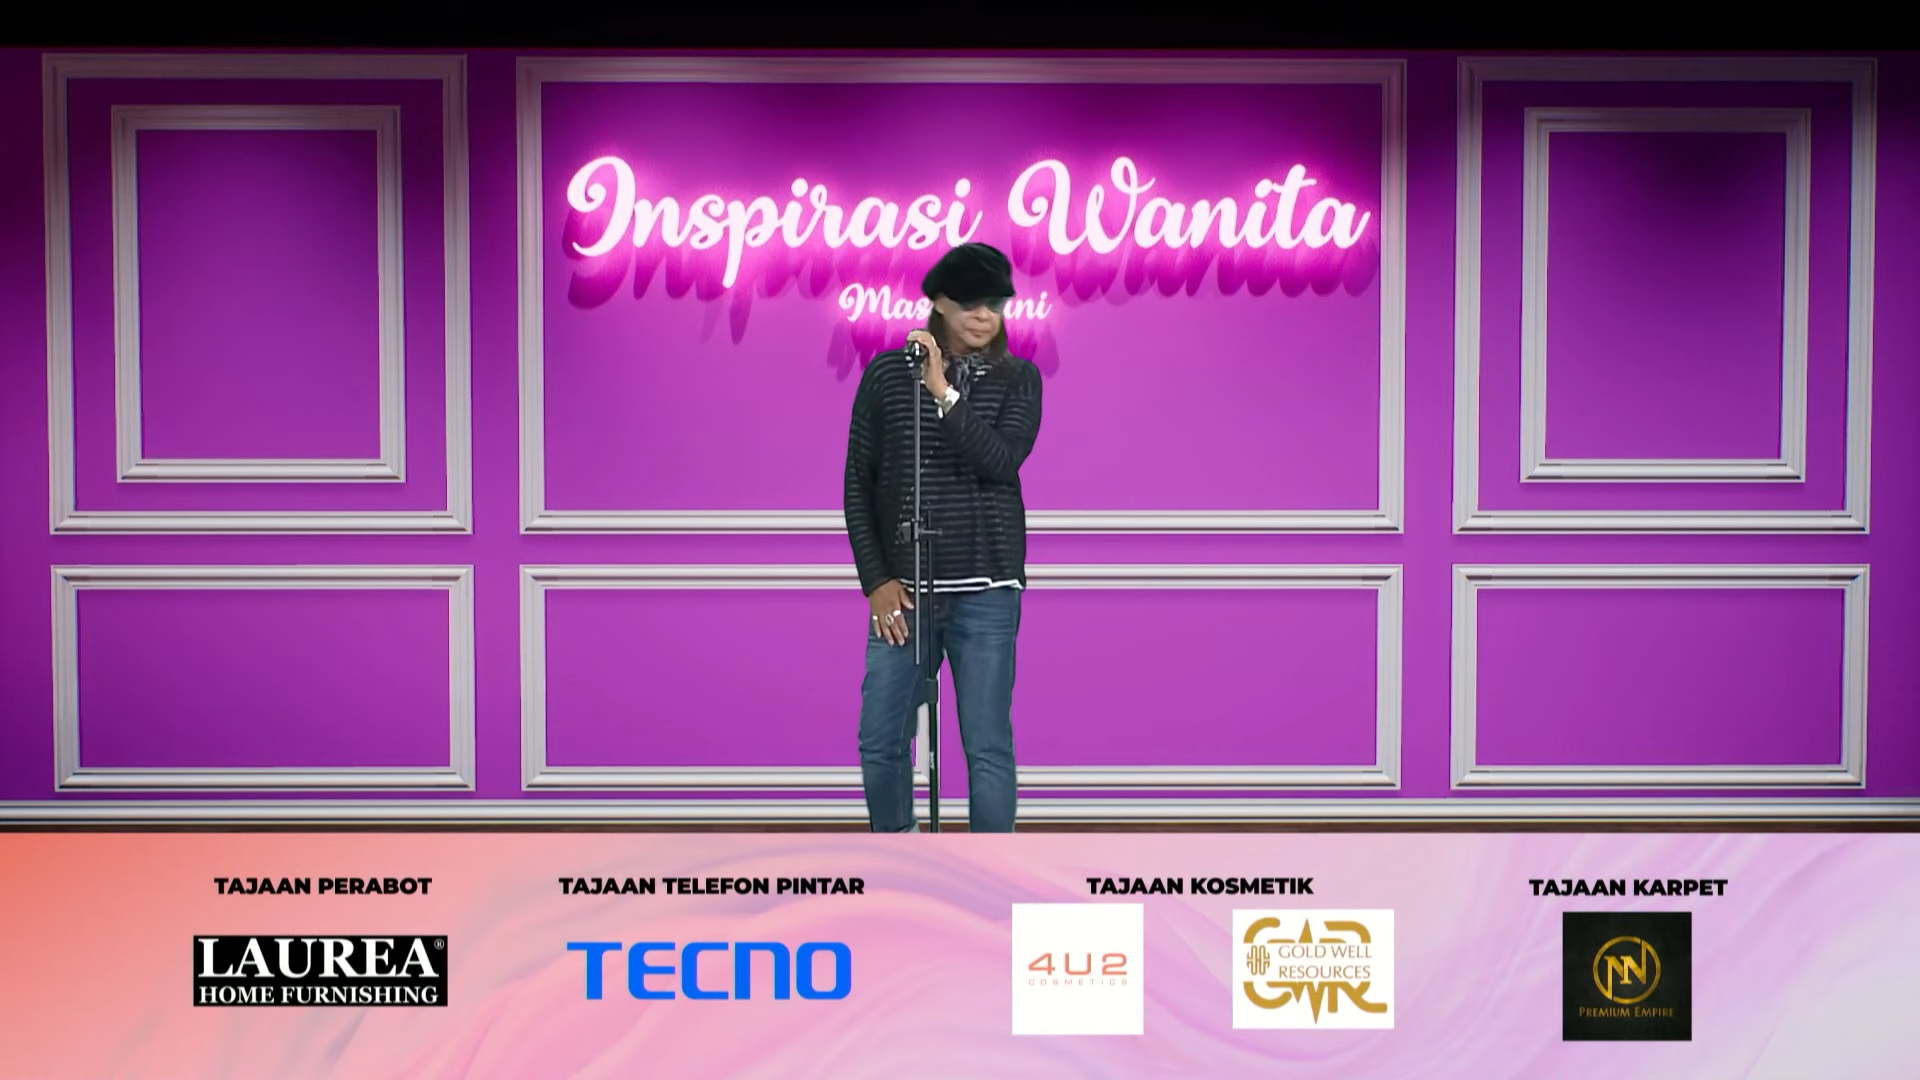 Inspirasi Wanita
TAJAAN PERABOT
LAUREA®
HOME FURNISHING
TAJAAN TELEFON PINTAR
TECNO
TAJAAN KOSMETIK
4U2
COSMETICS
GWR
GOLD WELL
RESOURCES
TAJAAN KARPET
PREMIUM EMPIRE